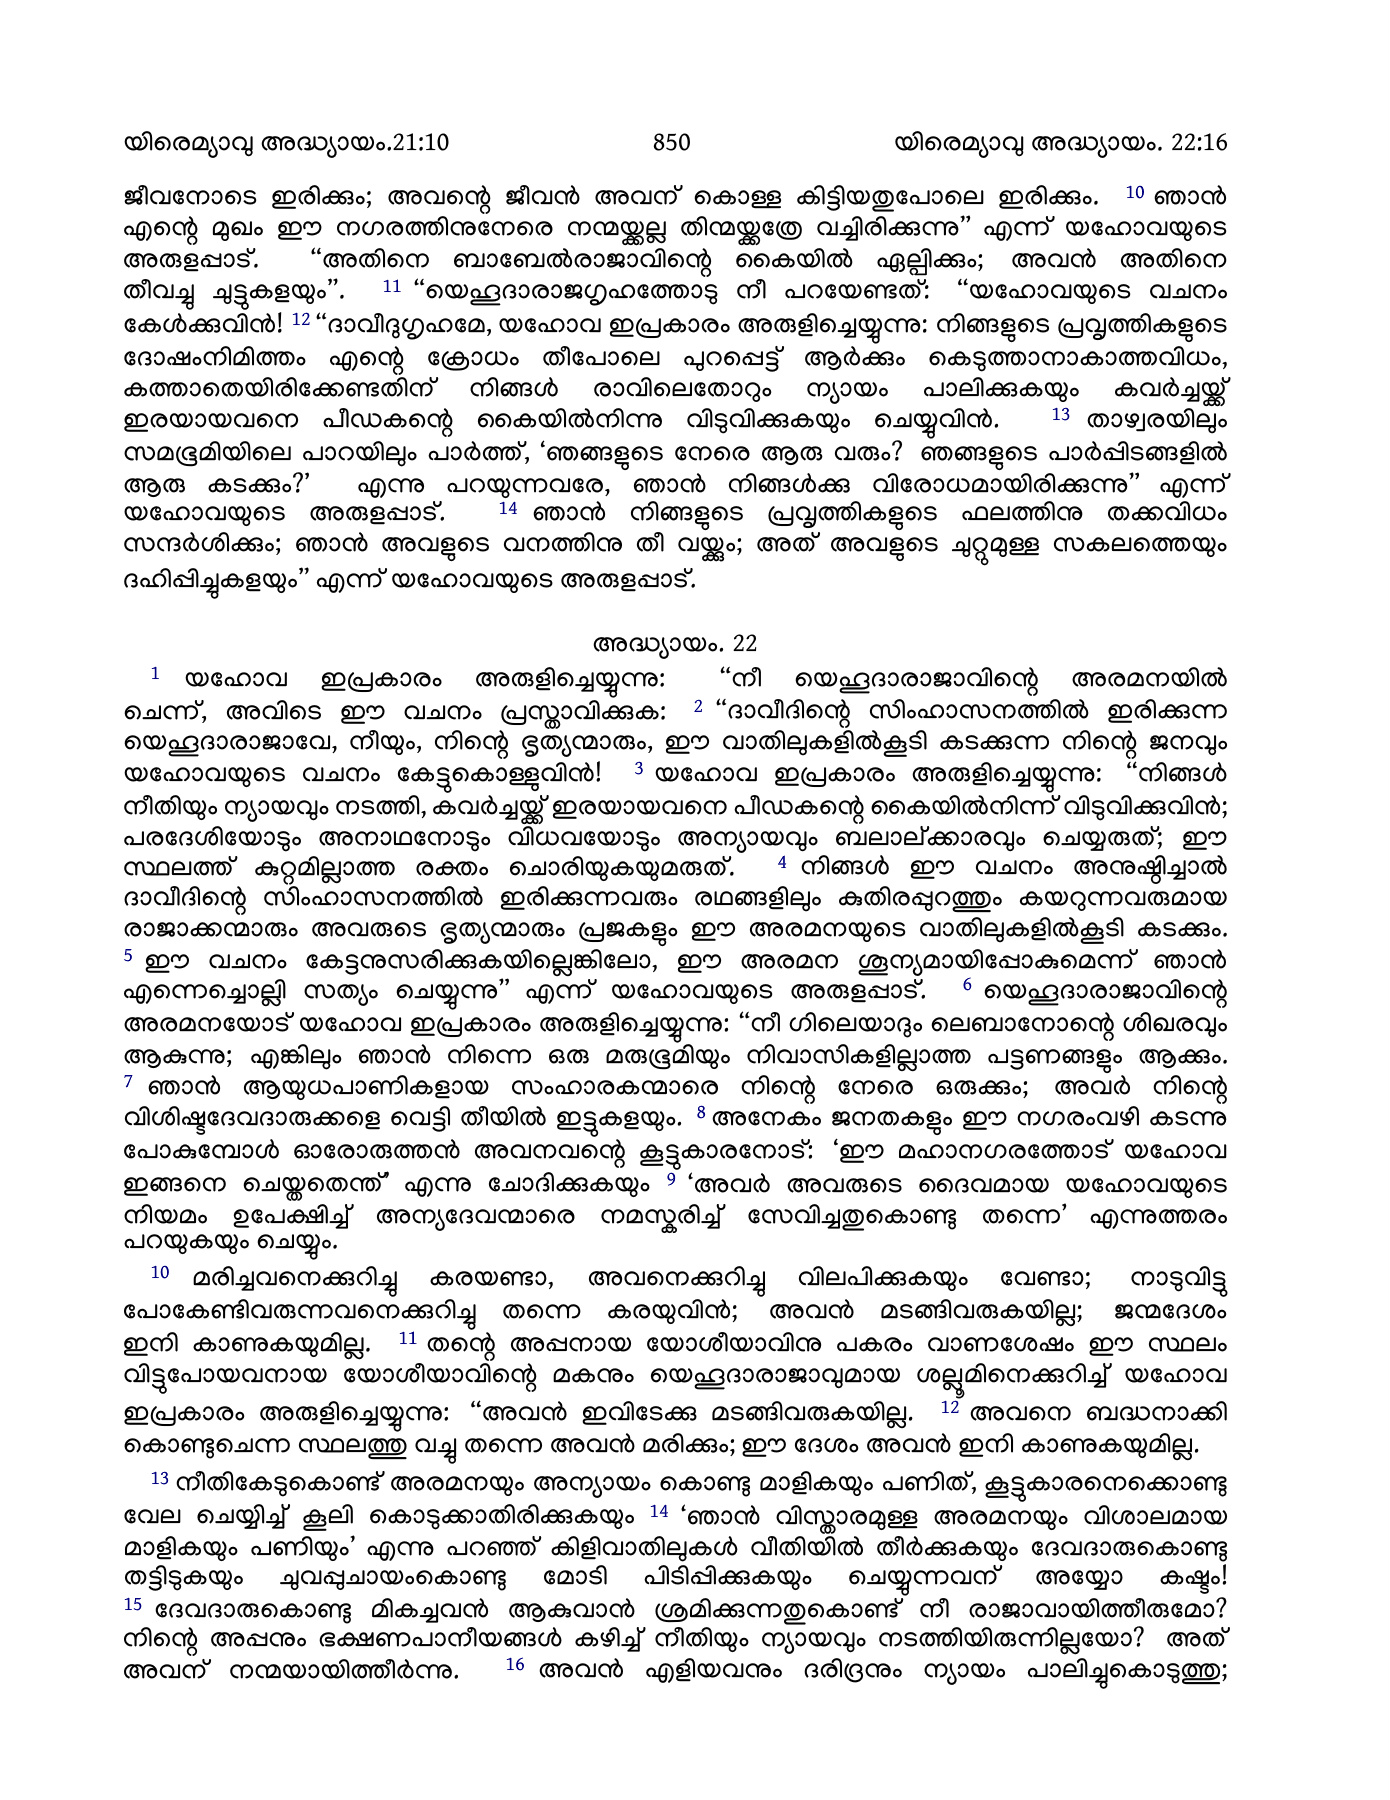 യിരെമ്യാവു അദ്ധ്യായം.21:10 850 യിരെമ്യാവു അദ്ധ്യായം. 22:16
ജീവനോടെ ഇരിക്കും; അവന്റെ ജീവൻ അവന് കൊള്ള കിട്ടിയതുപോലെ ഇരിക്കും. 10 ഞാൻ
എന്റെ മുഖം ഈ നഗരത്തിനുനേരെ നന്മയ്ക്കല്ല തിന്മയ്ക്കത്രേ വച്ചിരിക്കുന്നു” എന്ന് യഹോവയുടെ
അരുളപ്പാട്. “അതിനെ ബാബേൽരാജാവിന്റെ കൈയിൽ ഏല്പിക്കും; അവൻ അതിനെ
തീവച്ചു ചുട്ടുകളയും”. 11 “യെഹൂദാരാജഗൃഹത്തോടു നീ പറയേണ്ടത്: “യഹോവയുടെ വചനം
കേൾക്കുവിൻ! 12 “ദാവീദുഗൃഹമേ, യഹോവ ഇപ്രകാരം അരുളിച്ചെയ്യുന്നു: നിങ്ങളുടെ പ്രവൃത്തികളുടെ
ദോഷംനിമിത്തം എന്റെ ക്രോധം തീപോലെ പുറപ്പെട്ട് ആർക്കും കെടുത്താനാകാത്തവിധം,
കത്താതെയിരിക്കേണ്ടതിന് നിങ്ങൾ രാവിലെതോറും ന്യായം പാലിക്കുകയും കവർച്ചയ്ക്ക്
ഇരയായവനെ പീഡകന്റെ കൈയിൽനിന്നു വിടുവിക്കുകയും ചെയ്യുവിൻ. 13 താഴ്വരയിലും
സമഭൂമിയിലെ പാറയിലും പാർത്ത്, ‘ഞങ്ങളുടെ നേരെ ആരു വരും? ഞങ്ങളുടെ പാർപ്പിടങ്ങളിൽ
ആരു കടക്കും?’ എന്നു പറയുന്നവരേ, ഞാൻ നിങ്ങൾക്കു വിരോധമായിരിക്കുന്നു” എന്ന്
യഹോവയുടെ അരുളപ്പാട്. 14 ഞാൻ നിങ്ങളുടെ പ്രവൃത്തികളുടെ ഫലത്തിനു തക്കവിധം
സന്ദർശിക്കും; ഞാൻ അവളുടെ വനത്തിനു തീ വയ്ക്കും; അത് അവളുടെ ചുറ്റുമുള്ള സകലത്തെയും
ദഹിപ്പിച്ചുകളയും” എന്ന് യഹോവയുടെ അരുളപ്പാട്.
അദ്ധ്യായം. 22
1 യഹോവ ഇപ്രകാരം അരുളിച്ചെയ്യുന്നു: “നീ യെഹൂദാരാജാവിന്റെ അരമനയിൽ
ചെന്ന്, അവിടെ ഈ വചനം പ്രസ്താവിക്കുക: 2 “ദാവീദിന്റെ സിംഹാസനത്തിൽ ഇരിക്കുന്ന
യെഹൂദാരാജാവേ, നീയും, നിന്റെ ഭൃത്യന്മാരും, ഈ വാതിലുകളിൽകൂടി കടക്കുന്ന നിന്റെ ജനവും
യഹോവയുടെ വചനം കേട്ടുകൊള്ളുവിൻ! 3 യഹോവ ഇപ്രകാരം അരുളിച്ചെയ്യുന്നു: “നിങ്ങൾ
നീതിയും ന്യായവും നടത്തി, കവർച്ചയ്ക്ക് ഇരയായവനെ പീഡകന്റെ കൈയിൽനിന്ന് വിടുവിക്കുവിൻ;
പരദേശിയോടും അനാഥനോടും വിധവയോടും അന്യായവും ബലാല്ക്കാരവും ചെയ്യരുത്; ഈ
സ്ഥലത്ത് കുറ്റമില്ലാത്ത രക്തം ചൊരിയുകയുമരുത്. 4 നിങ്ങൾ ഈ വചനം അനുഷ്ഠിച്ചാൽ
ദാവീദിന്റെ സിംഹാസനത്തിൽ ഇരിക്കുന്നവരും രഥങ്ങളിലും കുതിരപ്പുറത്തും കയറുന്നവരുമായ
രാജാക്കന്മാരും അവരുടെ ഭൃത്യന്മാരും പ്രജകളും ഈ അരമനയുടെ വാതിലുകളിൽകൂടി കടക്കും.
5 ഈ വചനം കേട്ടനുസരിക്കുകയില്ലെങ്കിലോ, ഈ അരമന ശൂന്യമായിപ്പോകുമെന്ന് ഞാൻ
എന്നെച്ചൊല്ലി സത്യം ചെയ്യുന്നു” എന്ന് യഹോവയുടെ അരുളപ്പാട്. 6 യെഹൂദാരാജാവിന്റെ
അരമനയോട് യഹോവ ഇപ്രകാരം അരുളിച്ചെയ്യുന്നു: “നീ ഗിലെയാദും ലെബാനോന്റെ ശിഖരവും
ആകുന്നു; എങ്കിലും ഞാൻ നിന്നെ ഒരു മരുഭൂമിയും നിവാസികളില്ലാത്ത പട്ടണങ്ങളും ആക്കും.
7 ഞാൻ ആയുധപാണികളായ സംഹാരകന്മാരെ നിന്റെ നേരെ ഒരുക്കും; അവർ നിന്റെ
വിശിഷ്ടദേവദാരുക്കളെ വെട്ടി തീയിൽ ഇട്ടുകളയും. 8 അനേകം ജനതകളും ഈ നഗരംവഴി കടന്നു
പോകുമ്പോൾ ഓരോരുത്തൻ അവനവന്റെ കൂട്ടുകാരനോട്: ‘ഈ മഹാനഗരത്തോട് യഹോവ
ഇങ്ങനെ ചെയ്തതെന്ത്’ എന്നു ചോദിക്കുകയും 9 ‘അവർ അവരുടെ ദൈവമായ യഹോവയുടെ
നിയമം ഉപേക്ഷിച്ച് അന്യദേവന്മാരെ നമസ്കരിച്ച് സേവിച്ചതുകൊണ്ടു തന്നെ’ എന്നുത്തരം
പറയുകയും ചെയ്യും.
10 മരിച്ചവനെക്കുറിച്ചു കരയണ്ടാ, അവനെക്കുറിച്ചു വിലപിക്കുകയും വേണ്ടാ; നാടുവിട്ടു
പോകേണ്ടിവരുന്നവനെക്കുറിച്ചു തന്നെ കരയുവിൻ; അവൻ മടങ്ങിവരുകയില്ല; ജന്മദേശം
ഇനി കാണുകയുമില്ല. 11 തന്റെ അപ്പനായ യോശീയാവിനു പകരം വാണശേഷം ഈ സ്ഥലം
വിട്ടുപോയവനായ യോശീയാവിന്റെ മകനും യെഹൂദാരാജാവുമായ ശല്ലൂമിനെക്കുറിച്ച് യഹോവ
ഇപ്രകാരം അരുളിച്ചെയ്യുന്നു: “അവൻ ഇവിടേക്കു മടങ്ങിവരുകയില്ല. 12 അവനെ ബദ്ധനാക്കി
കൊണ്ടുചെന്ന സ്ഥലത്തു വച്ചു തന്നെ അവൻ മരിക്കും; ഈ ദേശം അവൻ ഇനി കാണുകയുമില്ല.
13 നീതികേടുകൊണ്ട് അരമനയും അന്യായം കൊണ്ടു മാളികയും പണിത്, കൂട്ടുകാരനെക്കൊണ്ടു
വേല ചെയ്യിച്ച് കൂലി കൊടുക്കാതിരിക്കുകയും 14 ‘ഞാൻ വിസ്താരമുള്ള അരമനയും വിശാലമായ
മാളികയും പണിയും’ എന്നു പറഞ്ഞ് കിളിവാതിലുകൾ വീതിയിൽ തീർക്കുകയും ദേവദാരുകൊണ്ടു
തട്ടിടുകയും ചുവപ്പുചായംകൊണ്ടു മോടി പിടിപ്പിക്കുകയും ചെയ്യുന്നവന് അയ്യോ കഷ്ടം!
15 ദേവദാരുകൊണ്ടു മികച്ചവൻ ആകുവാൻ ശ്രമിക്കുന്നതുകൊണ്ട് നീ രാജാവായിത്തീരുമോ?
നിന്റെ അപ്പനും ഭക്ഷണപാനീയങ്ങൾ കഴിച്ച് നീതിയും ന്യായവും നടത്തിയിരുന്നില്ലയോ? അത്
അവന് നന്മയായിത്തീർന്നു. 16 അവൻ എളിയവനും ദരിദ്രനും ന്യായം പാലിച്ചുകൊടുത്തു;